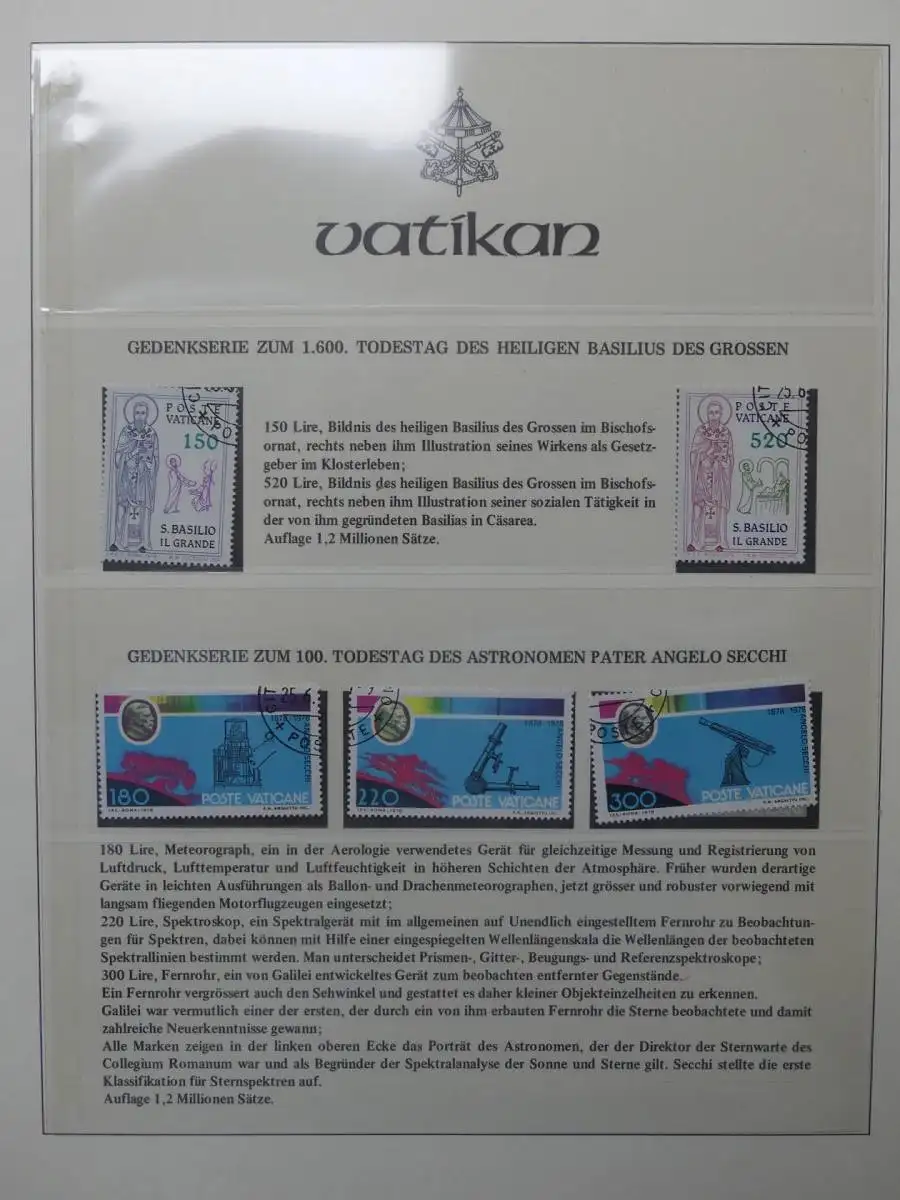 vatikan
GEDENKSERIE ZUM 1.600. TODESTAG DES HEILIGEN BASILIUS DES GROSSEN
POSTE
VATICANE
150
S. BASILIO
IL GRANDE
150 Lire, Bildnis des heiligen Basilius des Grossen im Bischofs-
ornat, rechts neben ihm Illustration seines Wirkens als Gesetz-
geber im Klosterleben;
520 Lire, Bildnis des heiligen Basilius des Grossen im Bischofs-
ornat, rechts neben ihm Illustration seiner sozialen Tätigkeit in
der von ihm gegründeten Basilias in Cäsarea.
Auflage 1,2 Millionen Sätze.
POSTE
VATICANE
520
S. BASILIO
IL GRANDE
GEDENKSERIE ZUM 100. TODESTAG DES ASTRONOMEN PATER ANGELO SECCHI
25.6
1878-1978
ANGELO SECCHI
180 POSTE VATICANE
1878-1978
ANGELO SECCHI
220 POSTE VATICANE
1878-1978
ANGELO SECCHI
300 POSTE VATICANE
180 Lire, Meteorograph, ein in der Aerologie verwendetes Gerät für gleichzeitige Messung und Registrierung von
Luftdruck, Lufttemperatur und Luftfeuchtigkeit in höheren Schichten der Atmosphäre. Früher wurden derartige
Geräte in leichten Ausführungen als Ballon- und Drachenmeteorographen, jetzt grösser und robuster vorwiegend mit
langsam fliegenden Motorflugzeugen eingesetzt;
220 Lire, Spektroskop, ein Spektralgerät mit im allgemeinen auf Unendlich eingestelltem Fernrohr zu Beobachtun-
gen für Spektren, dabei können mit Hilfe einer eingespiegelten Wellenlängenskala die Wellenlängen der beobachteten
Spektrallinien bestimmt werden. Man unterscheidet Prismen-, Gitter-, Beugungs- und Referenzspektroskope;
300 Lire, Fernrohr, ein von Galilei entwickeltes Gerät zum beobachten entfernter Gegenstände.
Ein Fernrohr vergrössert auch den Sehwinkel und gestattet es daher kleiner Objekteinzelheiten zu erkennen.
Galilei war vermutlich einer der ersten, der durch ein von ihm erbauten Fernrohr die Sterne beobachtete und damit
zahlreiche Neuerkenntnisse gewann;
Alle Marken zeigen in der linken oberen Ecke das Porträt des Astronomen, der der Direktor der Sternwarte des
Collegium Romanum war und als Begründer der Spektralanalyse der Sonne und Sterne gilt. Secchi stellte die erste
Klassifikation für Sternspektren auf.
Auflage 1,2 Millionen Sätze.